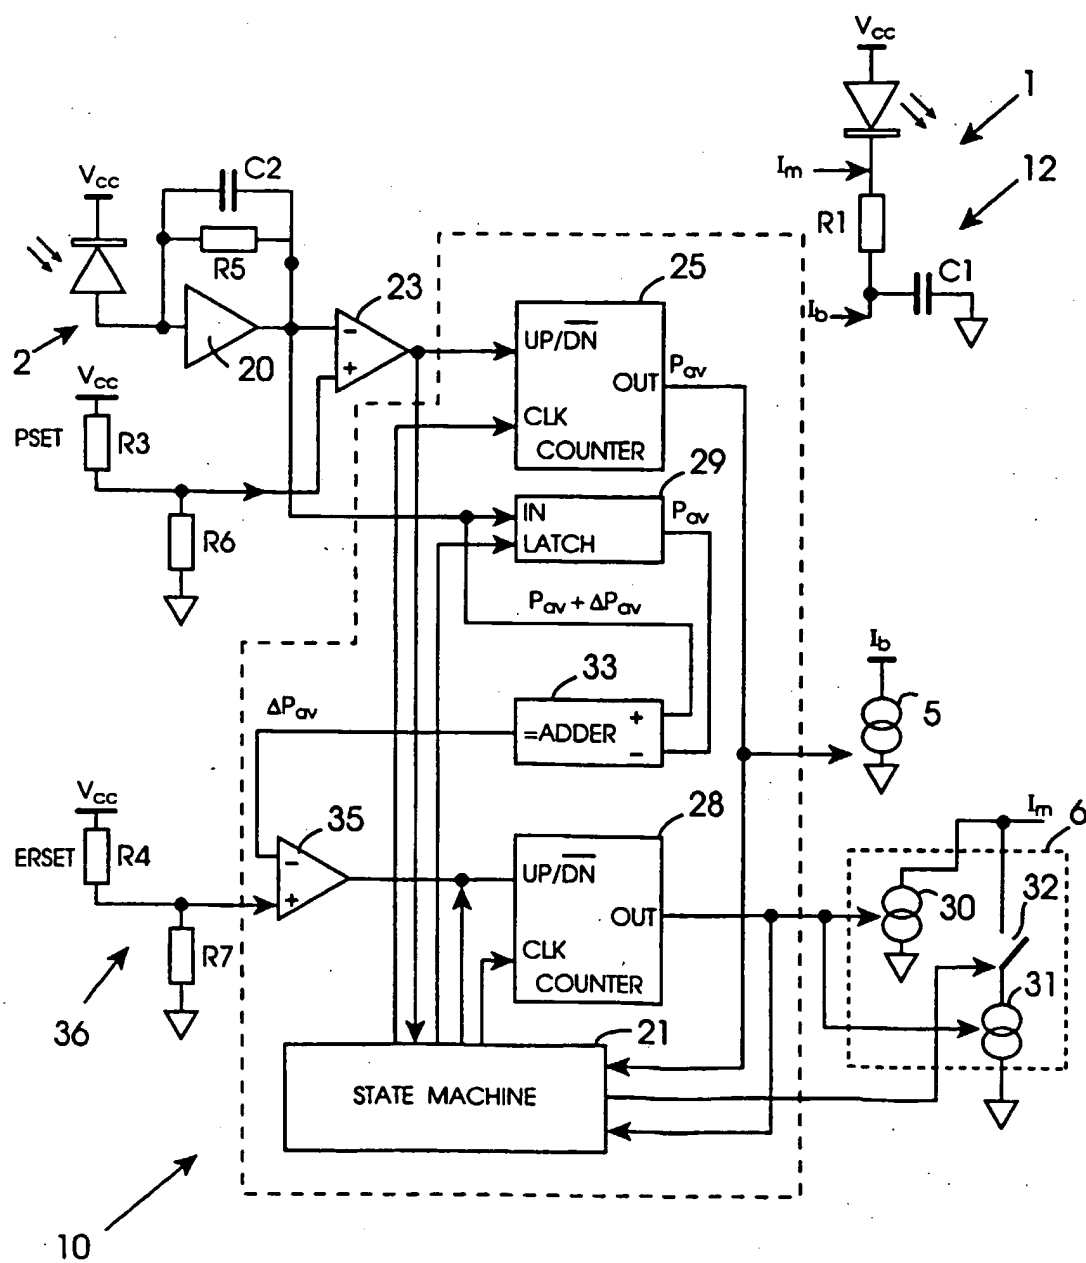 Vcc
1
Im
12
R1
C1
Ib
Vcc
C2
R5
2
20
23
25
UP/DN
Pav
OUT
CLK
COUNTER
Vcc
PSET
R3
R6
29
IN
Pav
LATCH
Pav + ΔPav
33
ΔPav
=ADDER
+
-
Ib
5
Vcc
ERSET
R4
R7
36
35
-
+
-
+
28
UP/DN
OUT
CLK
COUNTER
Im
6
30
32
31
21
STATE MACHINE
10